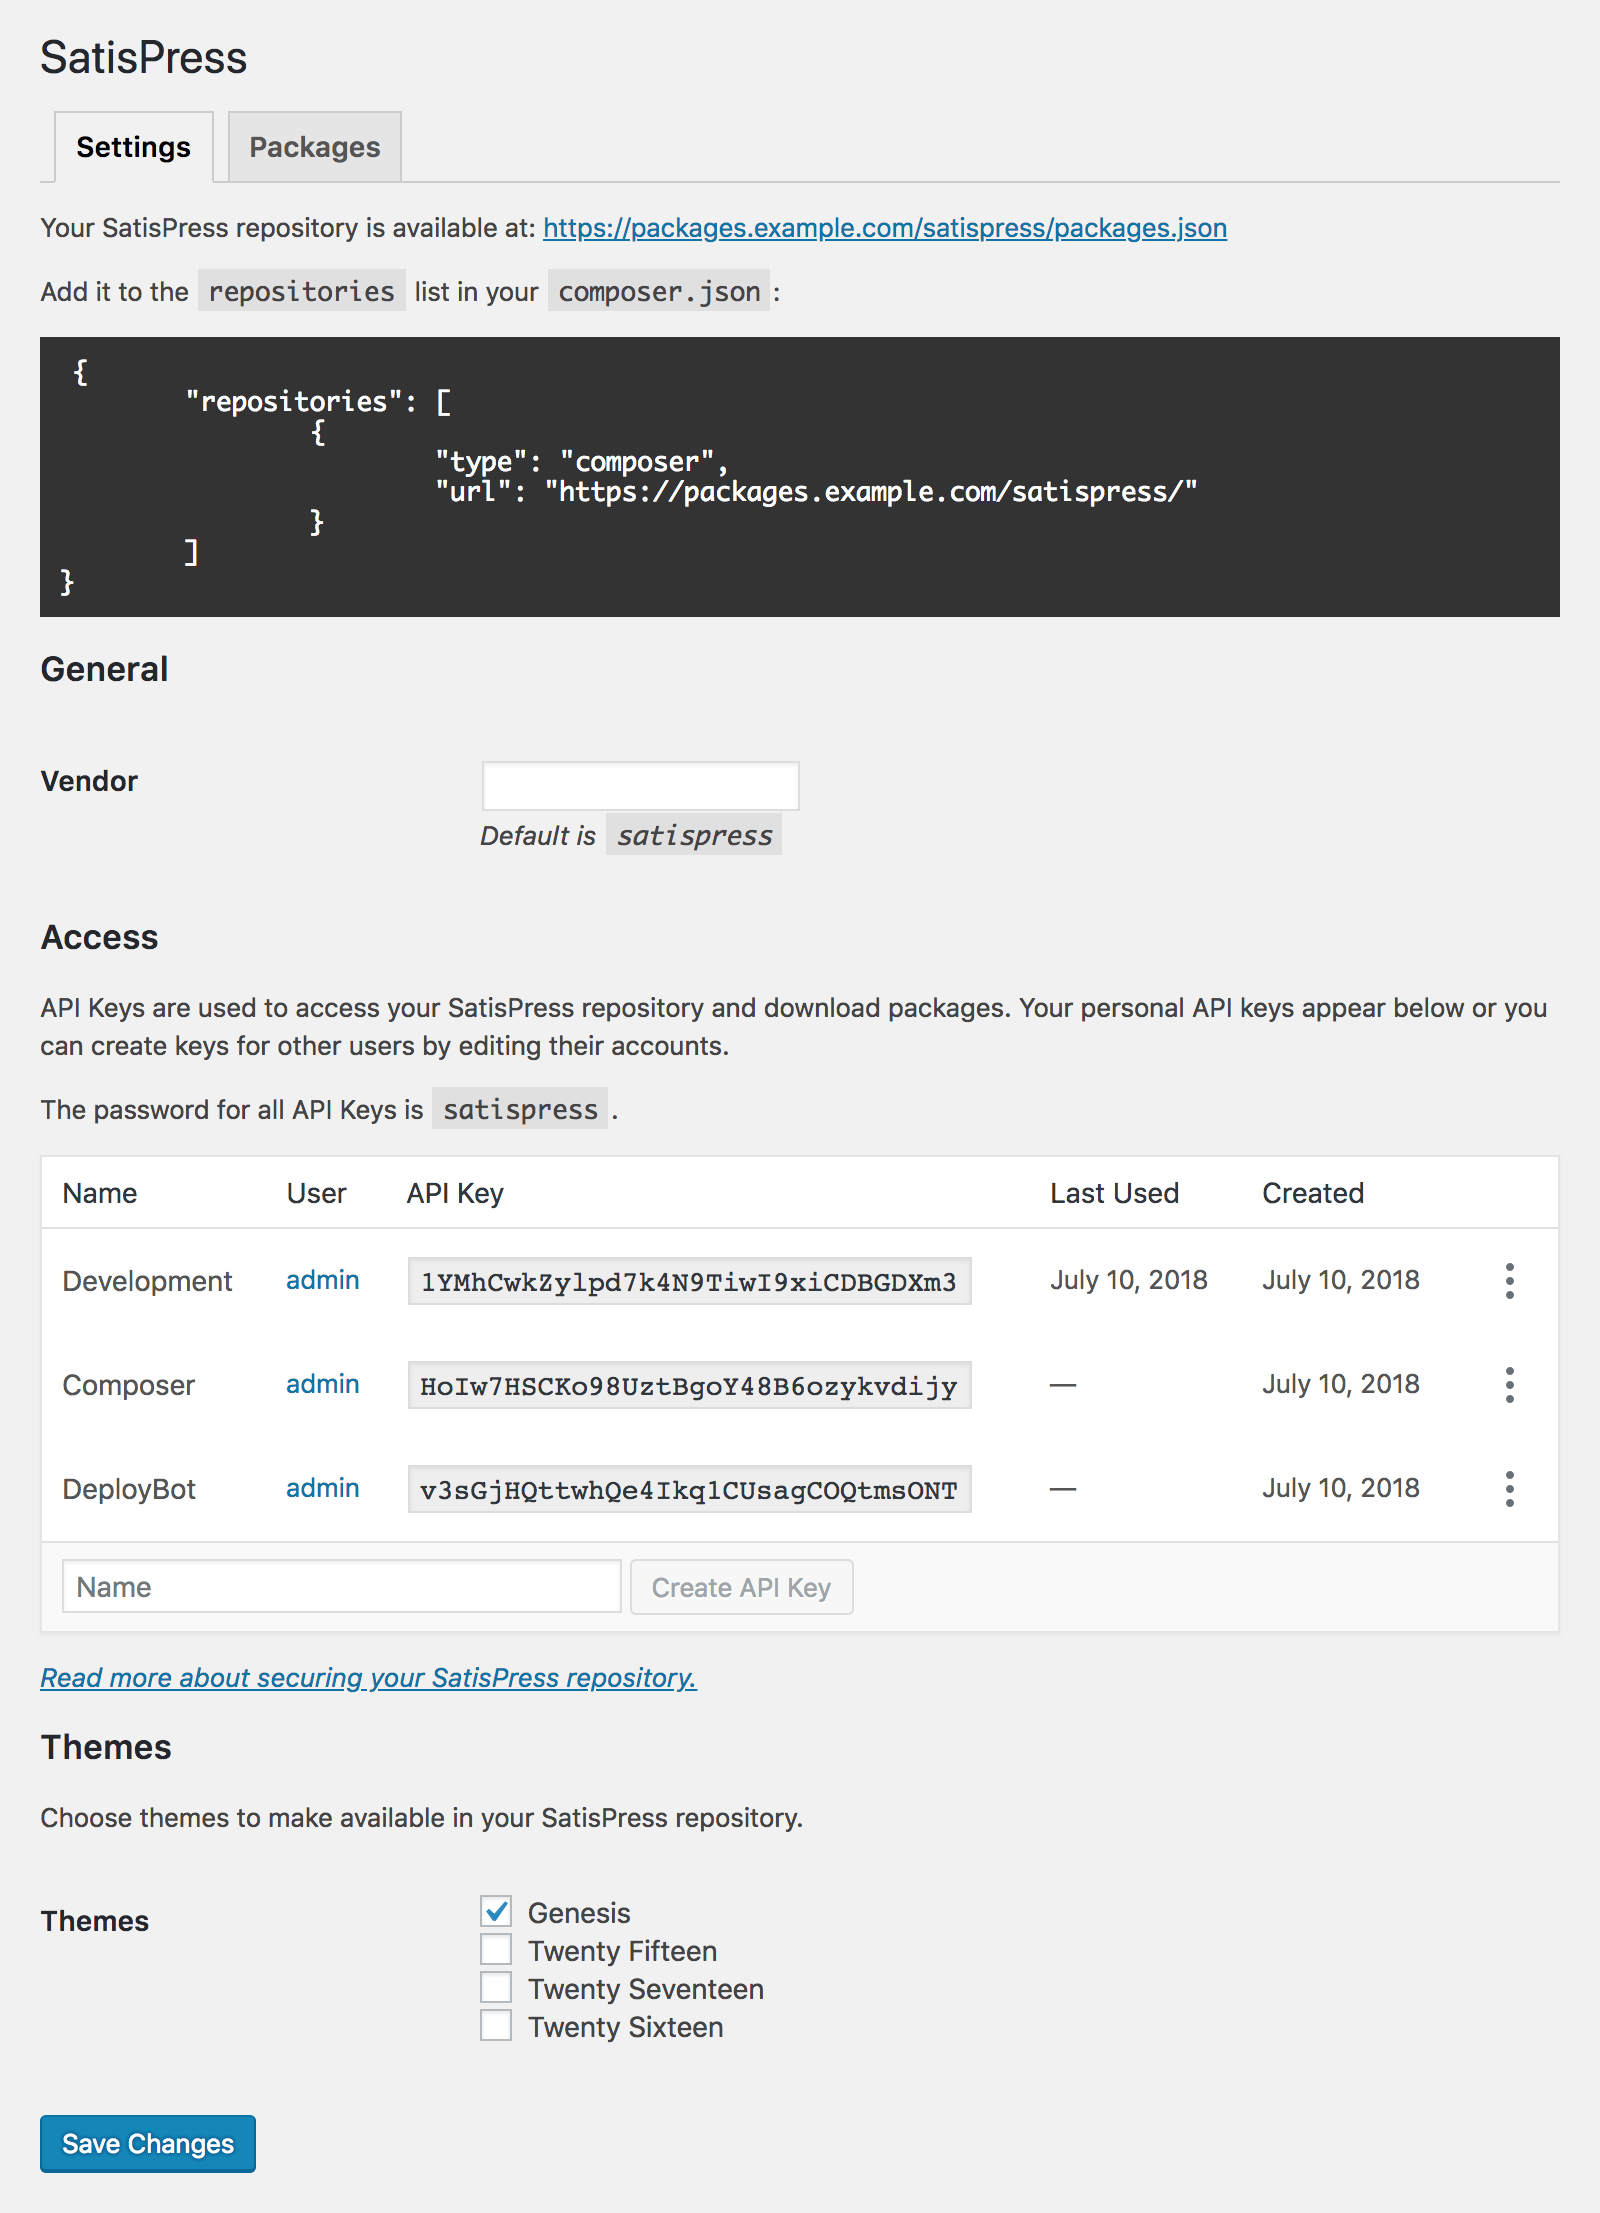 SatisPress
Settings Packages
Your SatisPress repository is available at: https://packages.example.com/satispress/packages.json
Add it to the repositories list in your composer.json :
{
"repositories": [
{
"type": "composer",
"url": "https://packages.example.com/satispress/"
}
]
}
General
Vendor
Default is satispress
Access
API Keys are used to access your SatisPress repository and download packages. Your personal API keys appear below or you
can create keys for other users by editing their accounts.
The password for all API Keys is satispress .
Name User API Key Last Used Created
Development admin 1YMhCwkZylpd7k4N9TiwI9xiCDBGDXm3 July 10, 2018 July 10, 2018
Composer admin HoIw7HSCKo98UztBgoY48B6ozykvdijy — July 10, 2018
DeployBot admin v3sGjHQttwhQe4Ikq1CUsagCOQtmsONT — July 10, 2018
Name Create API Key
Read more about securing your SatisPress repository.
Themes
Choose themes to make available in your SatisPress repository.
Themes Genesis
Twenty Fifteen
Twenty Seventeen
Twenty Sixteen
Save Changes